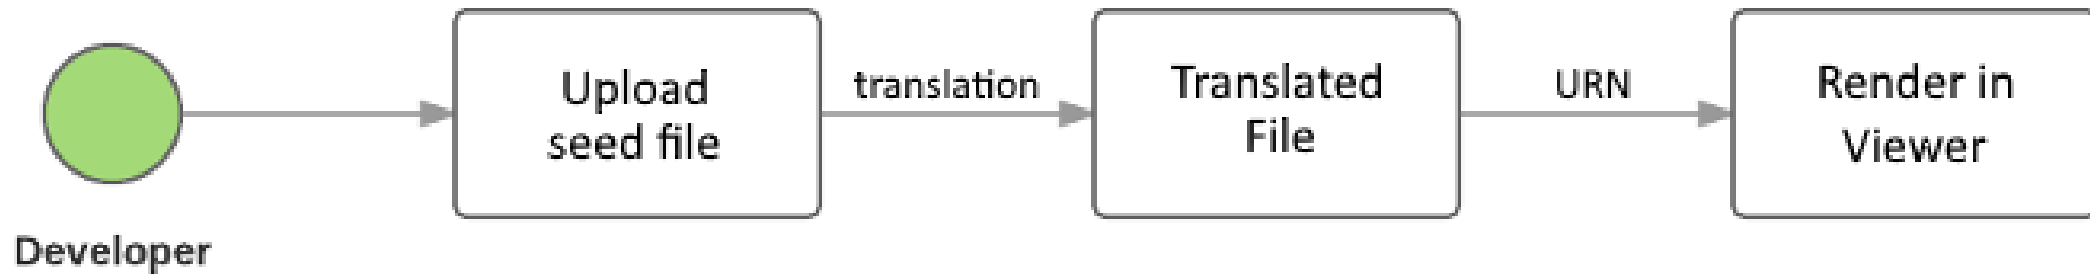 Upload
seed file
translation
Translated
File
URN
Render in
Viewer
Developer